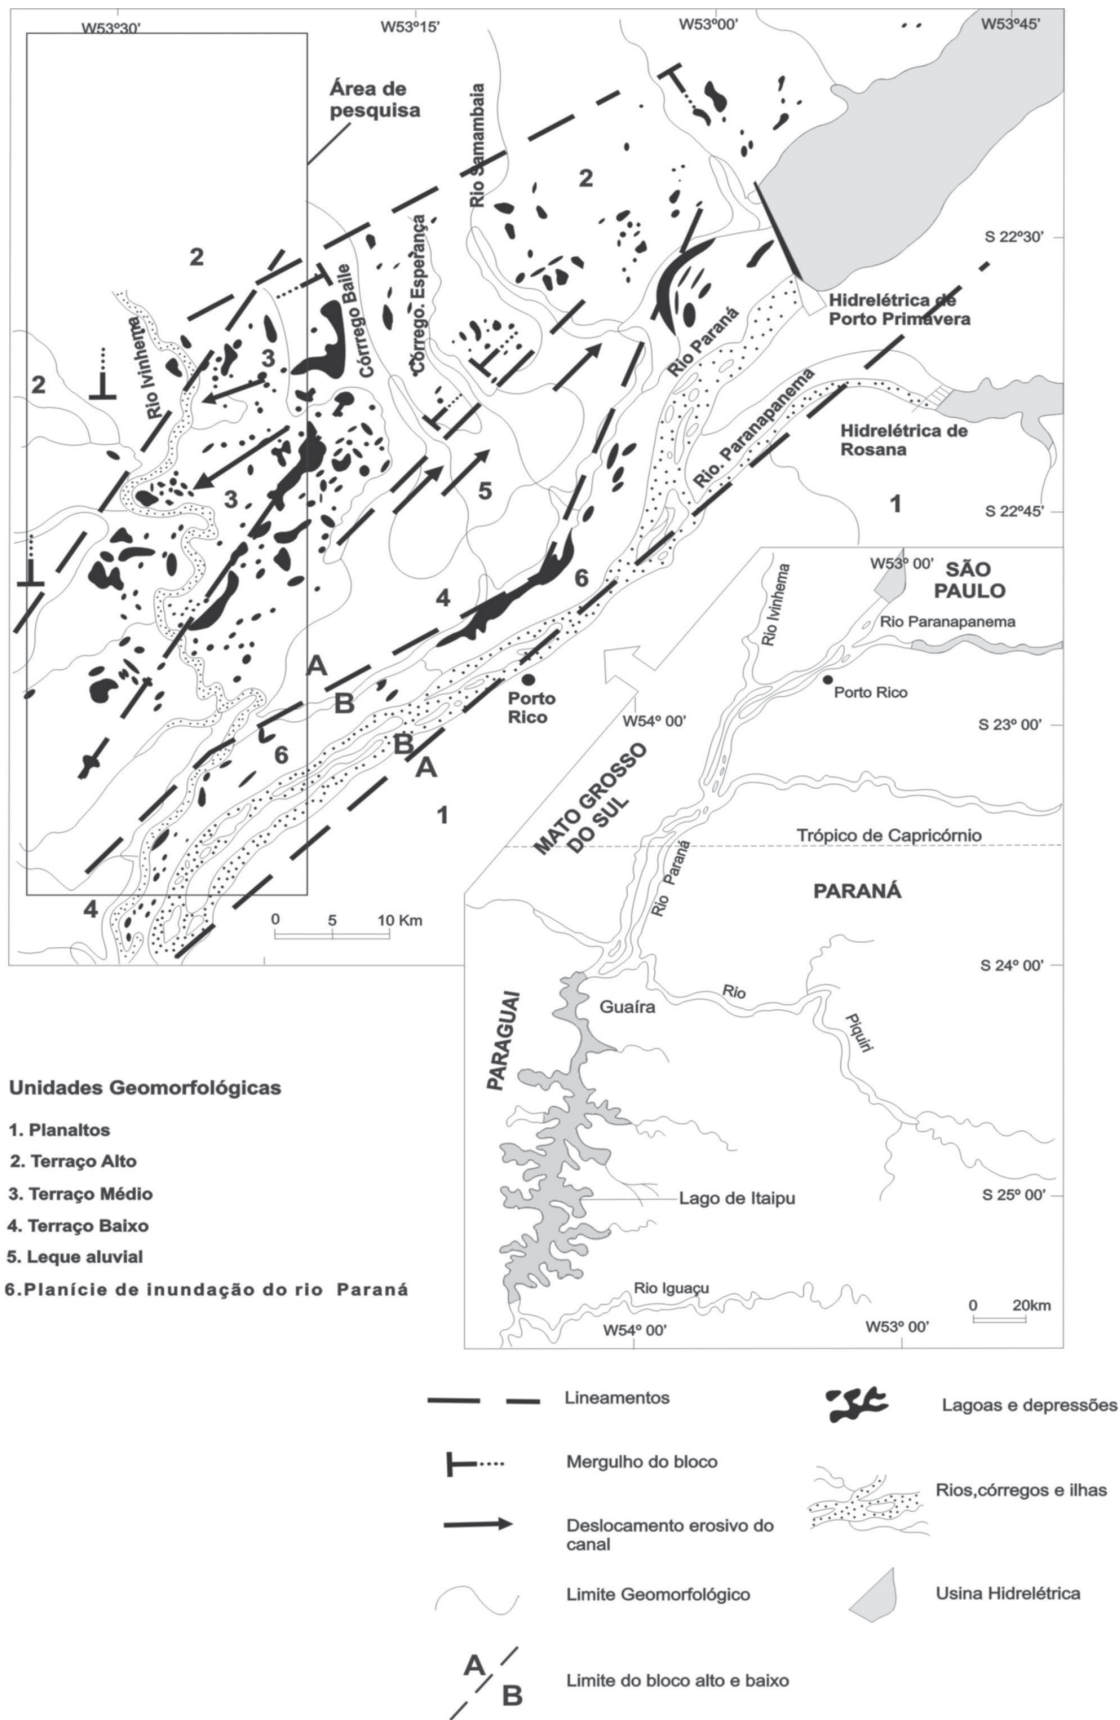 W53º30'
W53º15'
W53º00'
W53º45'
Área de
pesquisa
Rio Samambaia
2
2
S 22º30'
Córrego. Esperança
Córrrego Baile
Rio Ivinhema
Hidrelétrica de
Porto Primavera
Rio Paraná
3
2
Rio. Paranapanema
Hidrelétrica de
Rosana
3
5
1
S 22º45'
6
4
A
B
Porto
Rico
B
A
6
1
4
0 5 10 Km
W53º 00'
SÃO
PAULO
Rio Ivinhema
Rio Paranapanema
Porto Rico
W54º 00'
S 23º 00'
MATO GROSSO
DO SUL
Trópico de Capricórnio
Rio Paraná
PARANÁ
S 24º 00'
Rio
Piquiri
Guaíra
PARAGUAI
Lago de Itaipu
S 25º 00'
Rio Iguaçu
0 20km
W54º 00'
W53º 00'
Unidades Geomorfológicas
1. Planaltos
2. Terraço Alto
3. Terraço Médio
4. Terraço Baixo
5. Leque aluvial
6.Planície de inundação do rio Paraná
Lineamentos
Mergulho do bloco
Deslocamento erosivo do
canal
Limite Geomorfológico
A
B
Limite do bloco alto e baixo
Lagoas e depressões
Rios,córregos e ilhas
Usina Hidrelétrica